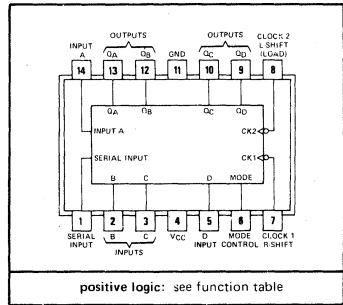 INPUT A OUTPUTS GND OUTPUTS CLOCK 2 L-SHIFT (LOAD)
QA QB QC QD
14 13 12 11 10 9 8
QA QB QC QD
INPUT A CK2
SERIAL INPUT CK1
B C D MODE
1 2 3 4 5 6 7
SERIAL INPUT B C VCC D INPUT MODE CONTROL CLOCK 1 R-SHIFT
INPUTS
positive logic: see function table